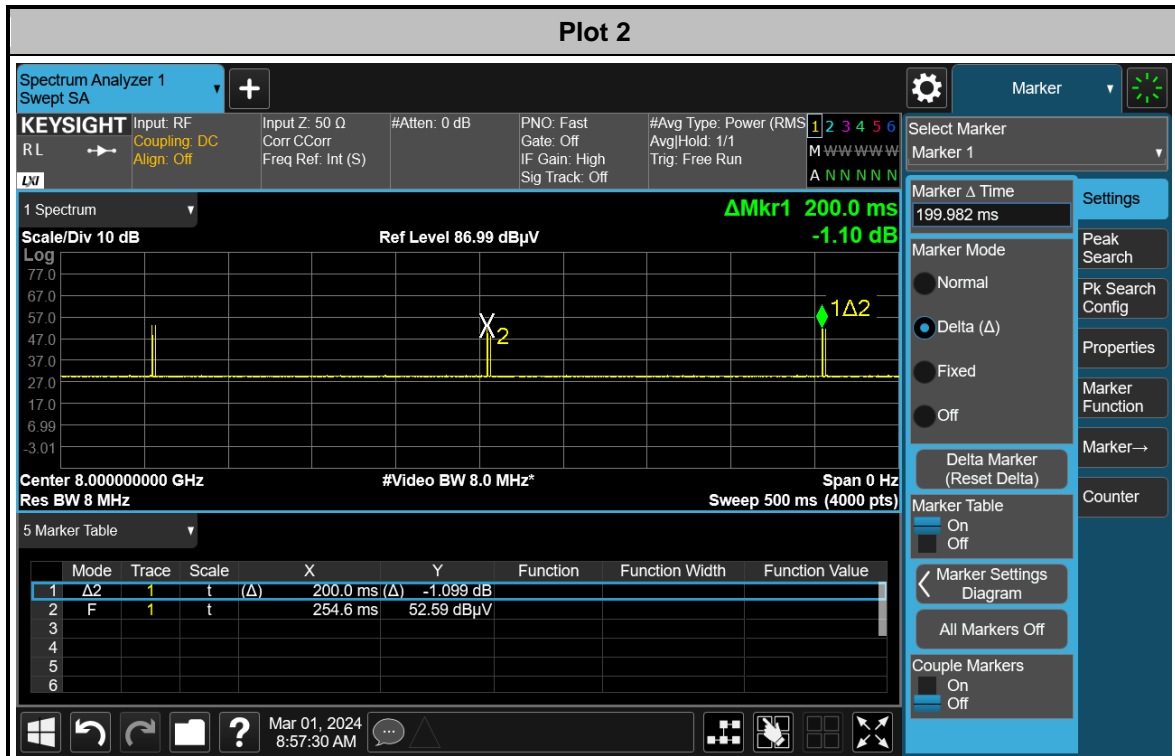 Plot 2
Spectrum Analyzer 1
Swept SA
+
Marker
KEYSIGHT
RL
LXI
Input: RF
Coupling: DC
Align: Off
Input Z: 50 Ω
Corr CCorr
Freq Ref: Int (S)
#Atten: 0 dB
PNO: Fast
Gate: Off
IF Gain: High
Sig Track: Off
#Avg Type: Power (RMS
Avg|Hold: 1/1
Trig: Free Run
1 2 3 4 5 6
M W W W W W
A N N N N N
Select Marker
Marker 1
1 Spectrum
ΔMkr1 200.0 ms
-1.10 dB
Scale/Div 10 dB
Ref Level 86.99 dBµV
Log
77.0
67.0
57.0
47.0
37.0
27.0
17.0
6.99
-3.01
2
1Δ2
Center 8.000000000 GHz
#Video BW 8.0 MHz*
Span 0 Hz
Res BW 8 MHz
Sweep 500 ms (4000 pts)
5 Marker Table
Mode Trace Scale X Y Function Function Width Function Value
1 Δ2 1 t (Δ) 200.0 ms (Δ) -1.099 dB
2 F 1 t 254.6 ms 52.59 dBµV
3
4
5
6
Marker Δ Time
199.982 ms
Marker Mode
Normal
Delta (Δ)
Fixed
Off
Delta Marker
(Reset Delta)
Marker Table
On
Off
Marker Settings
Diagram
All Markers Off
Couple Markers
On
Off
Settings
Peak
Search
Pk Search
Config
Properties
Marker
Function
Marker→
Counter
?
Mar 01, 2024
8:57:30 AM